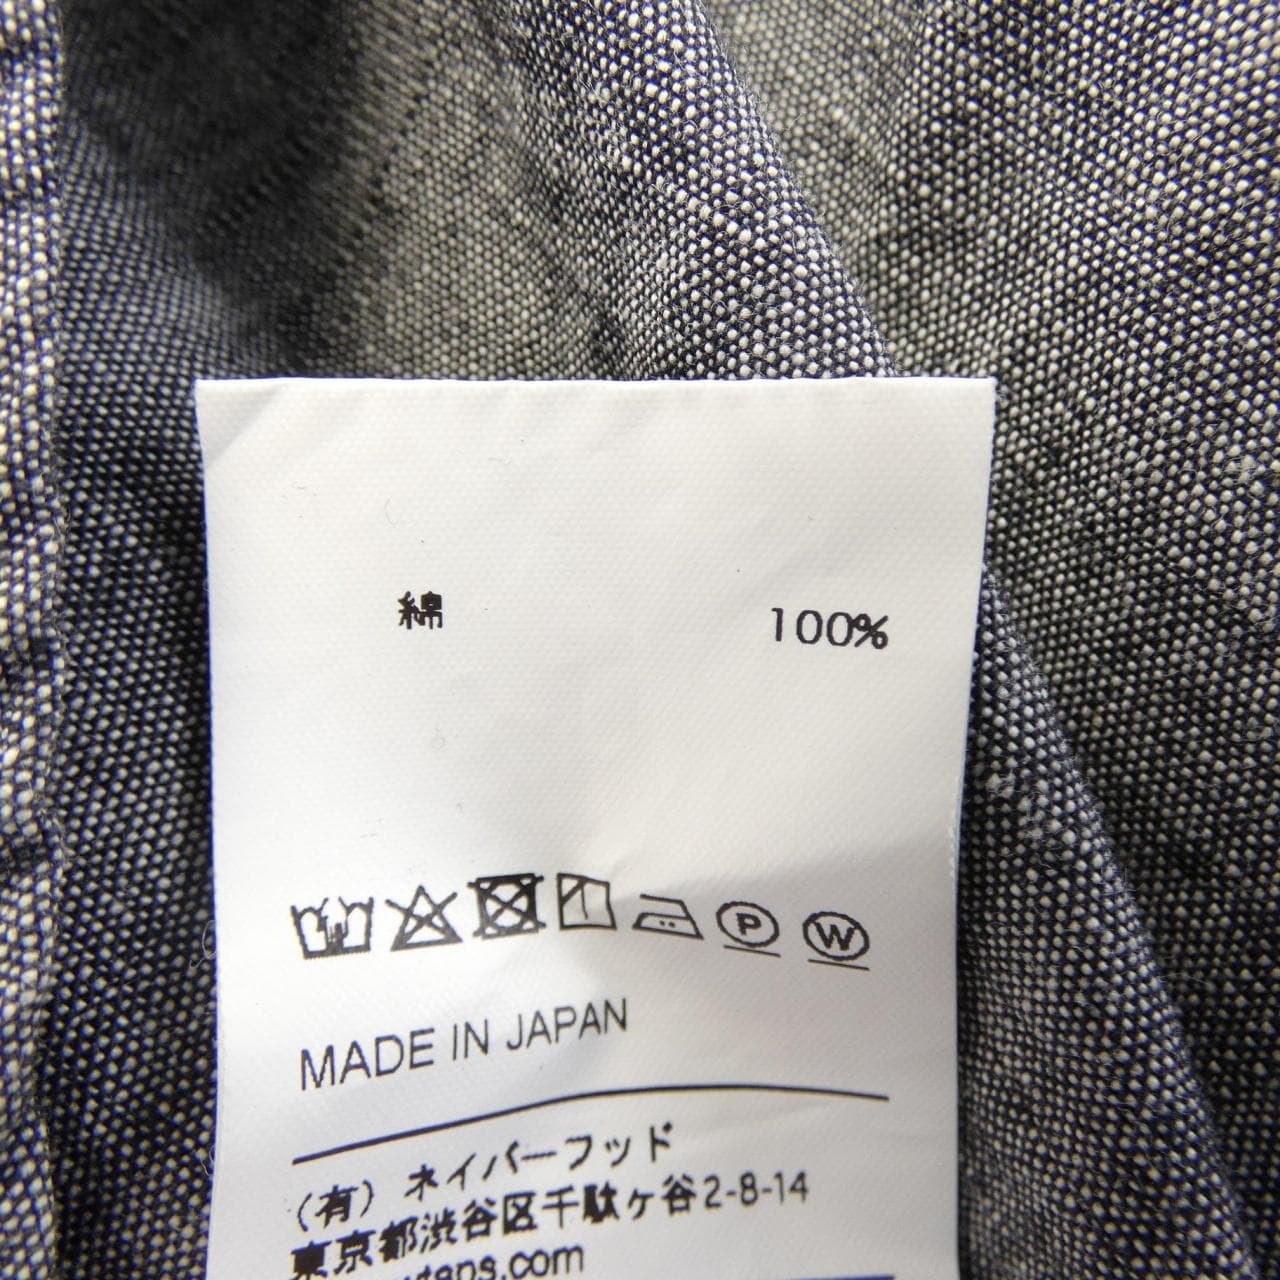 綿 100%
P W
MADE IN JAPAN
(有) ネイバーフッド
東京都渋谷区千駄ヶ谷2-8-14